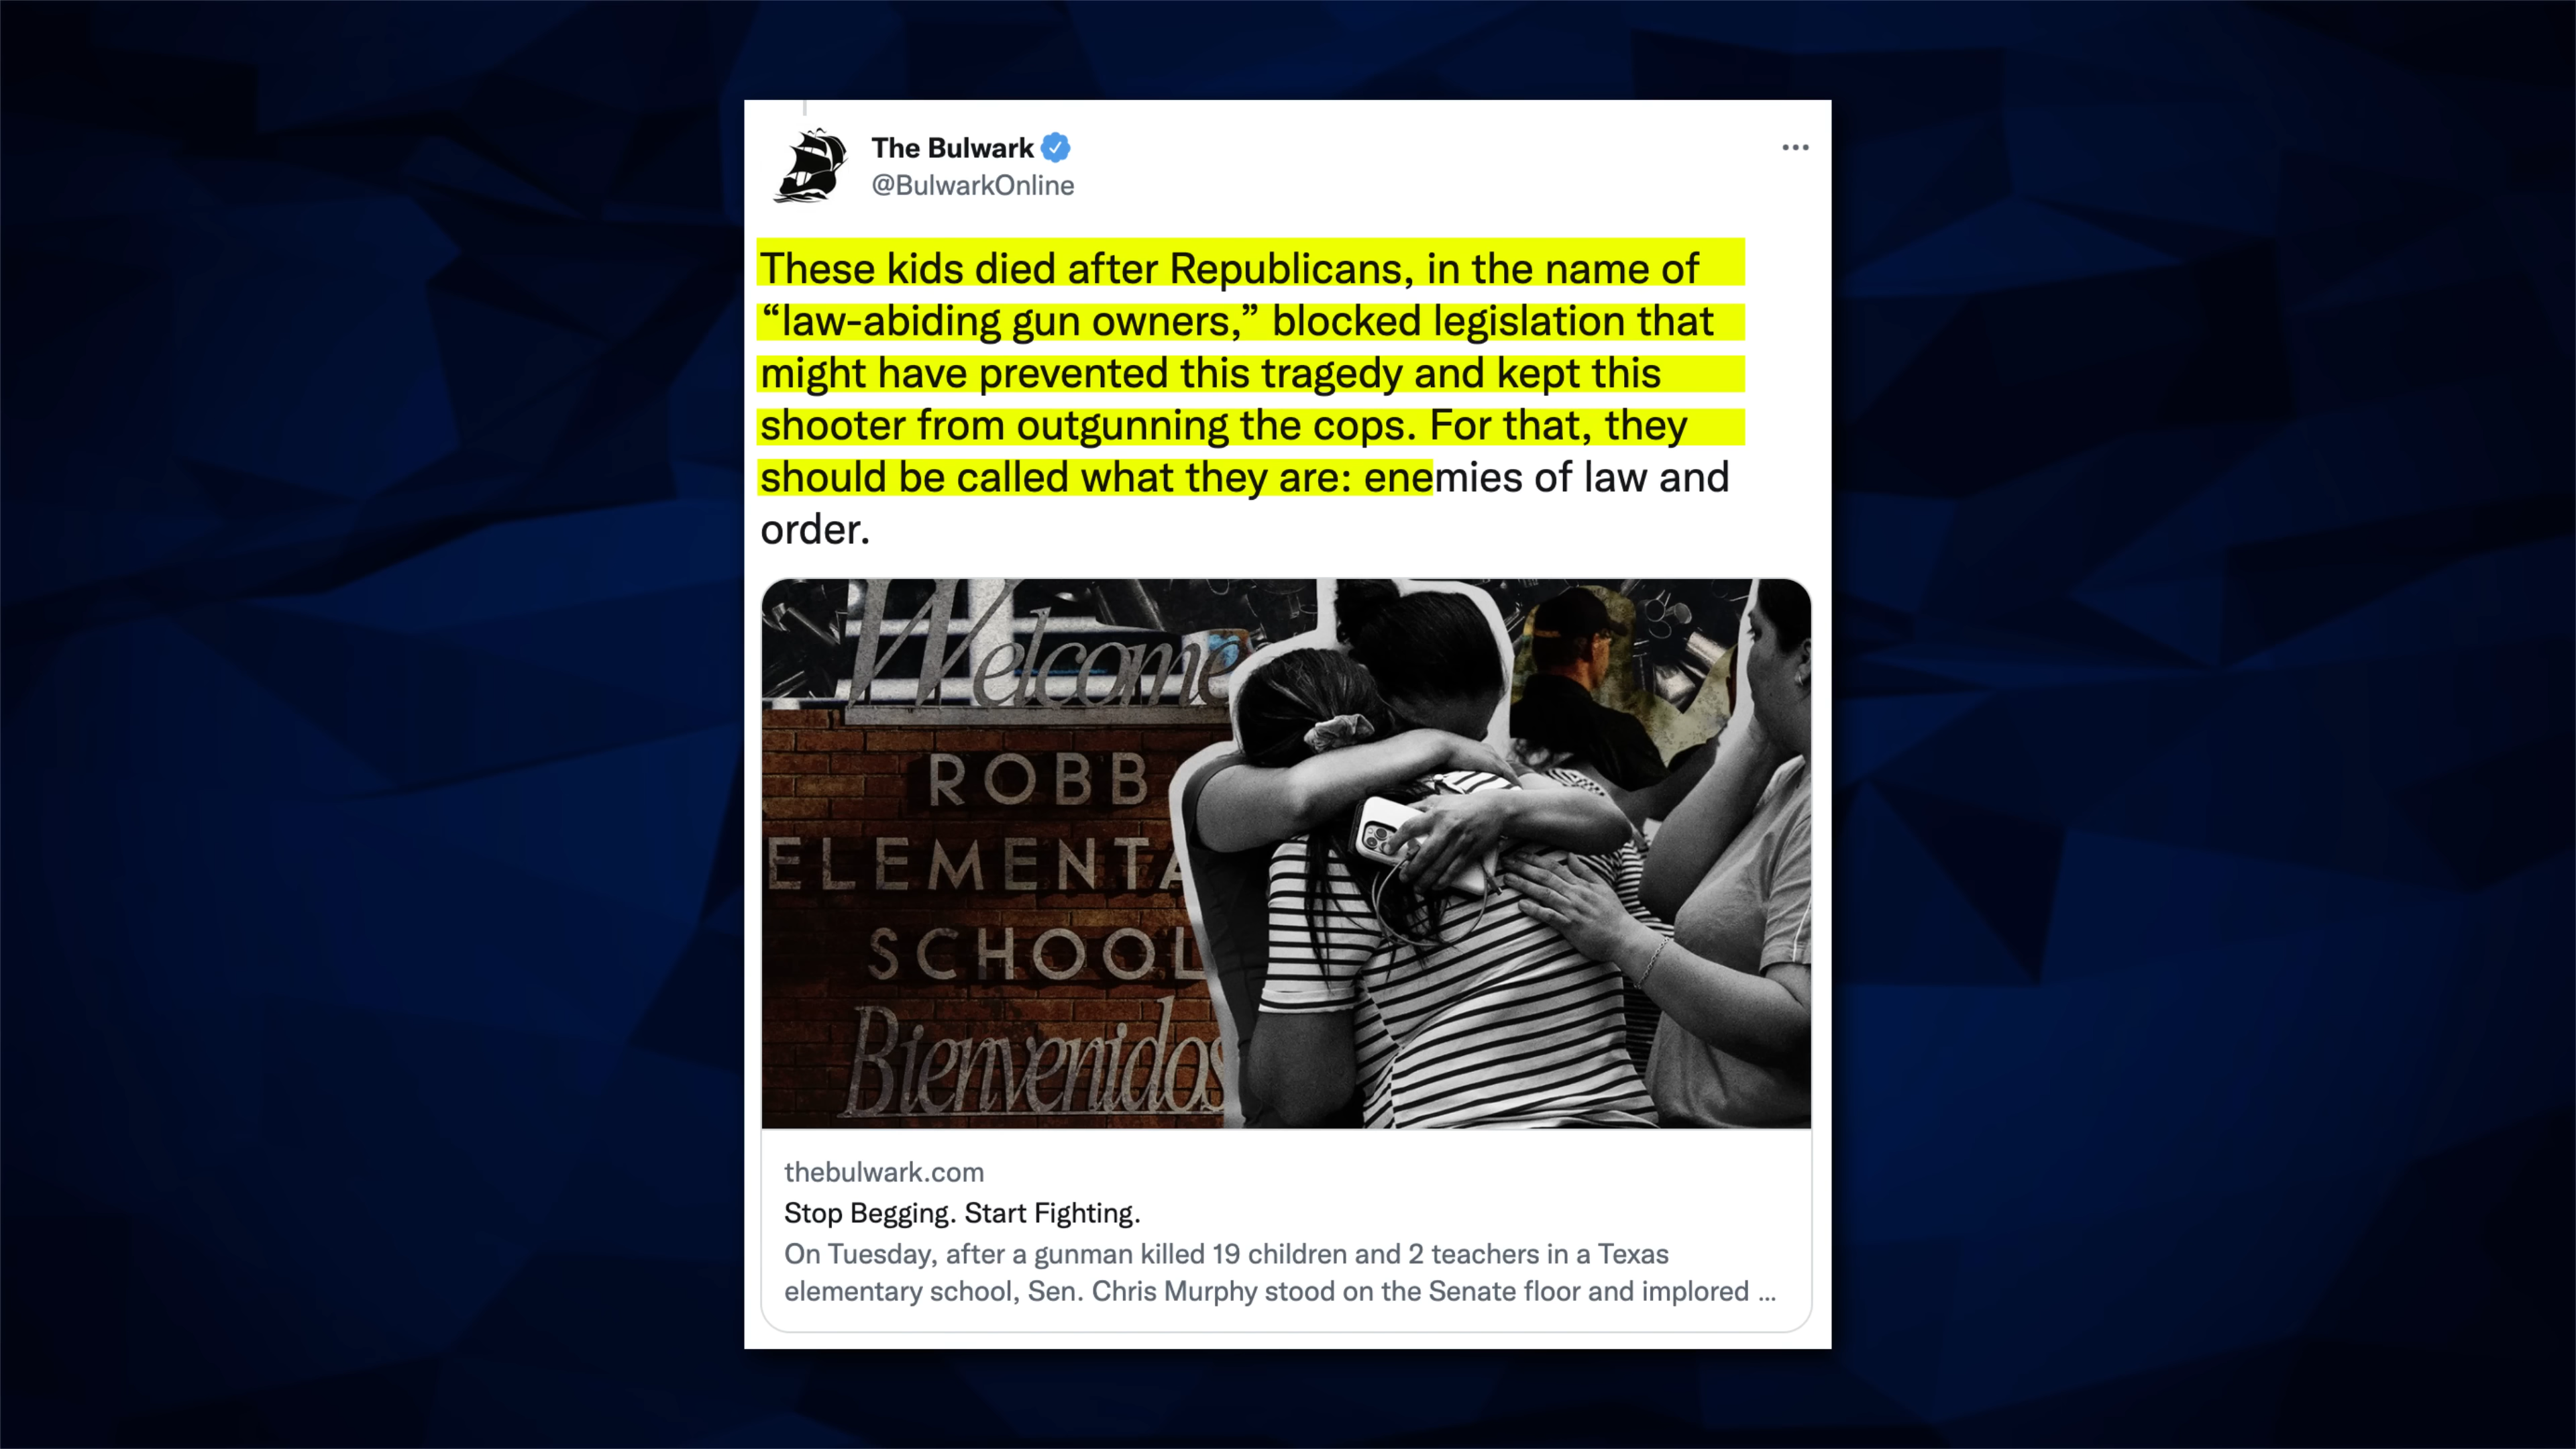 The Bulwark
@BulwarkOnline
These kids died after Republicans, in the name of
“law-abiding gun owners,” blocked legislation that
might have prevented this tragedy and kept this
shooter from outgunning the cops. For that, they
should be called what they are: enemies of law and
order.
Welcome
ROBB
ELEMENTA
SCHOOL
Bienvenidos
thebulwark.com
Stop Begging. Start Fighting.
On Tuesday, after a gunman killed 19 children and 2 teachers in a Texas
elementary school, Sen. Chris Murphy stood on the Senate floor and implored ...